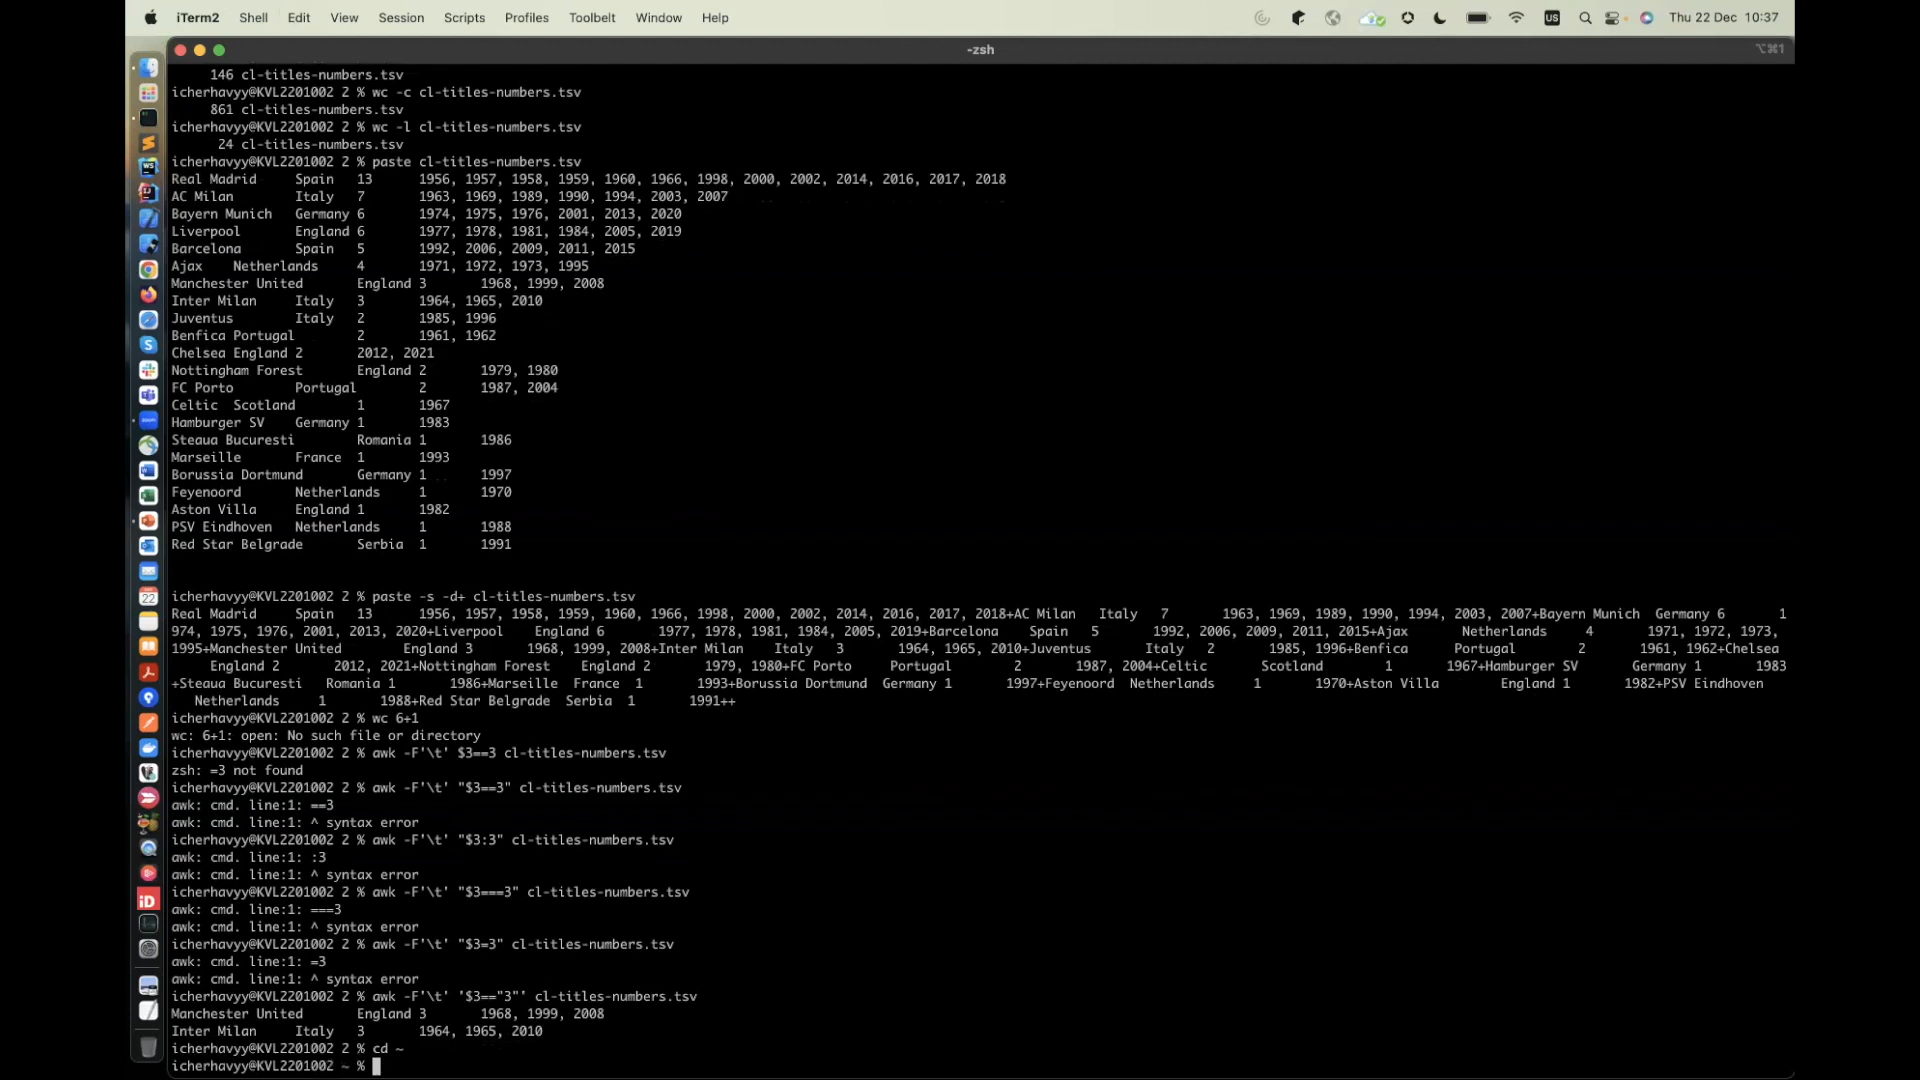 iTerm2 Shell Edit View Session Scripts Profiles Toolbelt Window Help US Thu 22 Dec 10:37
-zsh ⌥⌘1
146 cl-titles-numbers.tsv
icherhavyy@KVL2201002 2 % wc -c cl-titles-numbers.tsv
861 cl-titles-numbers.tsv
icherhavyy@KVL2201002 2 % wc -l cl-titles-numbers.tsv
24 cl-titles-numbers.tsv
icherhavyy@KVL2201002 2 % paste cl-titles-numbers.tsv
Real Madrid Spain 13 1956, 1957, 1958, 1959, 1960, 1966, 1998, 2000, 2002, 2014, 2016, 2017, 2018
AC Milan Italy 7 1963, 1969, 1989, 1990, 1994, 2003, 2007
Bayern Munich Germany 6 1974, 1975, 1976, 2001, 2013, 2020
Liverpool England 6 1977, 1978, 1981, 1984, 2005, 2019
Barcelona Spain 5 1992, 2006, 2009, 2011, 2015
Ajax Netherlands 4 1971, 1972, 1973, 1995
Manchester United England 3 1968, 1999, 2008
Inter Milan Italy 3 1964, 1965, 2010
Juventus Italy 2 1985, 1996
Benfica Portugal 2 1961, 1962
Chelsea England 2 2012, 2021
Nottingham Forest England 2 1979, 1980
FC Porto Portugal 2 1987, 2004
Celtic Scotland 1 1967
Hamburger SV Germany 1 1983
Steaua Bucuresti Romania 1 1986
Marseille France 1 1993
Borussia Dortmund Germany 1 1997
Feyenoord Netherlands 1 1970
Aston Villa England 1 1982
PSV Eindhoven Netherlands 1 1988
Red Star Belgrade Serbia 1 1991
icherhavyy@KVL2201002 2 % paste -s -d+ cl-titles-numbers.tsv
Real Madrid Spain 13 1956, 1957, 1958, 1959, 1960, 1966, 1998, 2000, 2002, 2014, 2016, 2017, 2018+AC Milan Italy 7 1963, 1969, 1989, 1990, 1994, 2003, 2007+Bayern Munich Germany 6 1
974, 1975, 1976, 2001, 2013, 2020+Liverpool England 6 1977, 1978, 1981, 1984, 2005, 2019+Barcelona Spain 5 1992, 2006, 2009, 2011, 2015+Ajax Netherlands 4 1971, 1972, 1973,
1995+Manchester United England 3 1968, 1999, 2008+Inter Milan Italy 3 1964, 1965, 2010+Juventus Italy 2 1985, 1996+Benfica Portugal 2 1961, 1962+Chelsea
England 2 2012, 2021+Nottingham Forest England 2 1979, 1980+FC Porto Portugal 2 1987, 2004+Celtic Scotland 1 1967+Hamburger SV Germany 1 1983
+Steaua Bucuresti Romania 1 1986+Marseille France 1 1993+Borussia Dortmund Germany 1 1997+Feyenoord Netherlands 1 1970+Aston Villa England 1 1982+PSV Eindhoven
Netherlands 1 1988+Red Star Belgrade Serbia 1 1991++
icherhavyy@KVL2201002 2 % wc 6+1
wc: 6+1: open: No such file or directory
icherhavyy@KVL2201002 2 % awk -F'\t' $3==3 cl-titles-numbers.tsv
zsh: =3 not found
icherhavyy@KVL2201002 2 % awk -F'\t' "$3==3" cl-titles-numbers.tsv
awk: cmd. line:1: ==3
awk: cmd. line:1: ^ syntax error
icherhavyy@KVL2201002 2 % awk -F'\t' "$3:3" cl-titles-numbers.tsv
awk: cmd. line:1: :3
awk: cmd. line:1: ^ syntax error
icherhavyy@KVL2201002 2 % awk -F'\t' "$3===3" cl-titles-numbers.tsv
awk: cmd. line:1: ===3
awk: cmd. line:1: ^ syntax error
icherhavyy@KVL2201002 2 % awk -F'\t' "$3=3" cl-titles-numbers.tsv
awk: cmd. line:1: =3
awk: cmd. line:1: ^ syntax error
icherhavyy@KVL2201002 2 % awk -F'\t' '$3=="3"' cl-titles-numbers.tsv
Manchester United England 3 1968, 1999, 2008
Inter Milan Italy 3 1964, 1965, 2010
icherhavyy@KVL2201002 2 % cd ~
icherhavyy@KVL2201002 ~ %
WS
22
iD